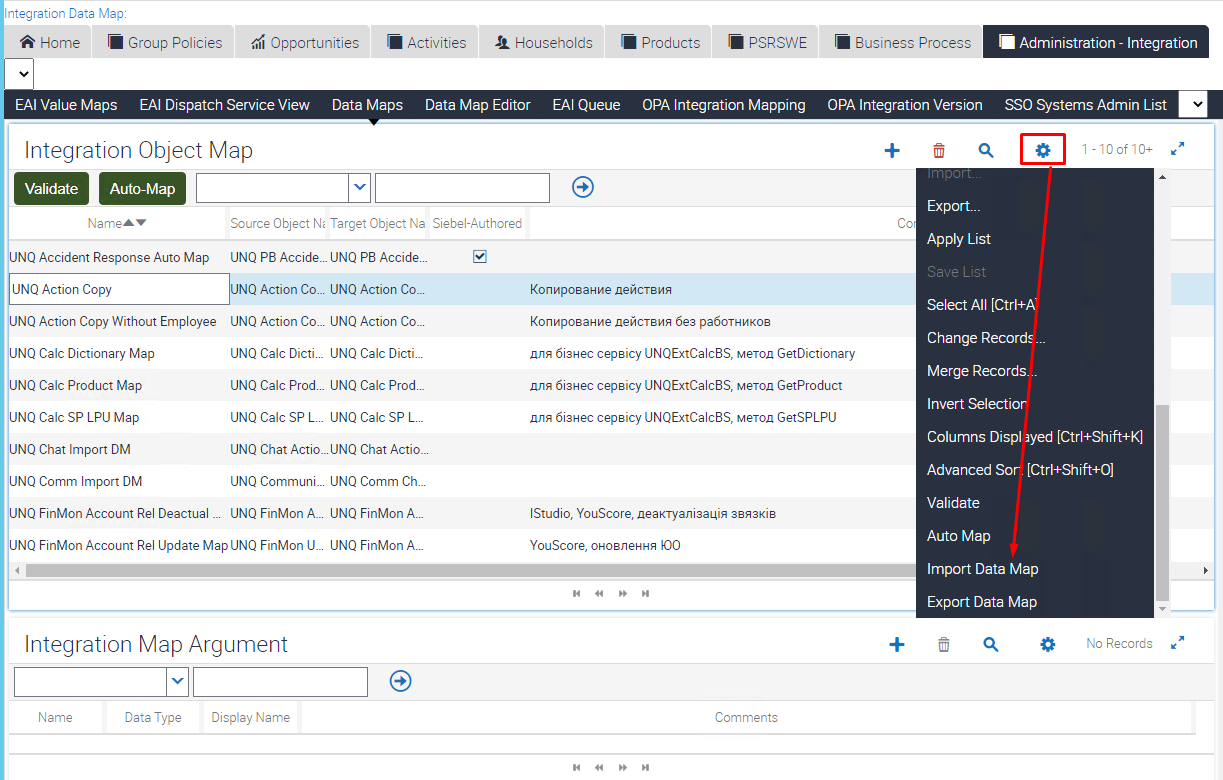 Integration Data Map:
Home Group Policies Opportunities Activities Households Products PSRSWE Business Process Administration - Integration
EAI Value Maps EAI Dispatch Service View Data Maps Data Map Editor EAI Queue OPA Integration Mapping OPA Integration Version SSO Systems Admin List
Integration Object Map 1 - 10 of 10+
Validate Auto-Map
Name Source Object Na Target Object Na Siebel-Authored Co
UNQ Accident Response Auto Map UNQ PB Accide... UNQ PB Accide...
UNQ Action Copy UNQ Action Co... UNQ Action Co... Копирование действия
UNQ Action Copy Without Employee UNQ Action Co... UNQ Action Co... Копирование действия без работников
UNQ Calc Dictionary Map UNQ Calc Dicti... UNQ Calc Dicti... для бізнес сервісу UNQExtCalcBS, метод GetDictionary
UNQ Calc Product Map UNQ Calc Prod... UNQ Calc Prod... для бізнес сервісу UNQExtCalcBS, метод GetProduct
UNQ Calc SP LPU Map UNQ Calc SP L... UNQ Calc SP L... для бізнес сервісу UNQExtCalcBS, метод GetSPLPU
UNQ Chat Import DM UNQ Chat Actio... UNQ Chat Actio...
UNQ Comm Import DM UNQ Communi... UNQ Comm Ch...
UNQ FinMon Account Rel Deactual ... UNQ FinMon A... UNQ FinMon A... IStudio, YouScore, деактуалізація звязків
UNQ FinMon Account Rel Update Map UNQ FinMon U... UNQ FinMon A... YouScore, оновлення ЮО
Import...
Export...
Apply List
Save List
Select All [Ctrl+A]
Change Records...
Merge Records...
Invert Selection
Columns Displayed [Ctrl+Shift+K]
Advanced Sort [Ctrl+Shift+O]
Validate
Auto Map
Import Data Map
Export Data Map
Integration Map Argument No Records
Name Data Type Display Name Comments